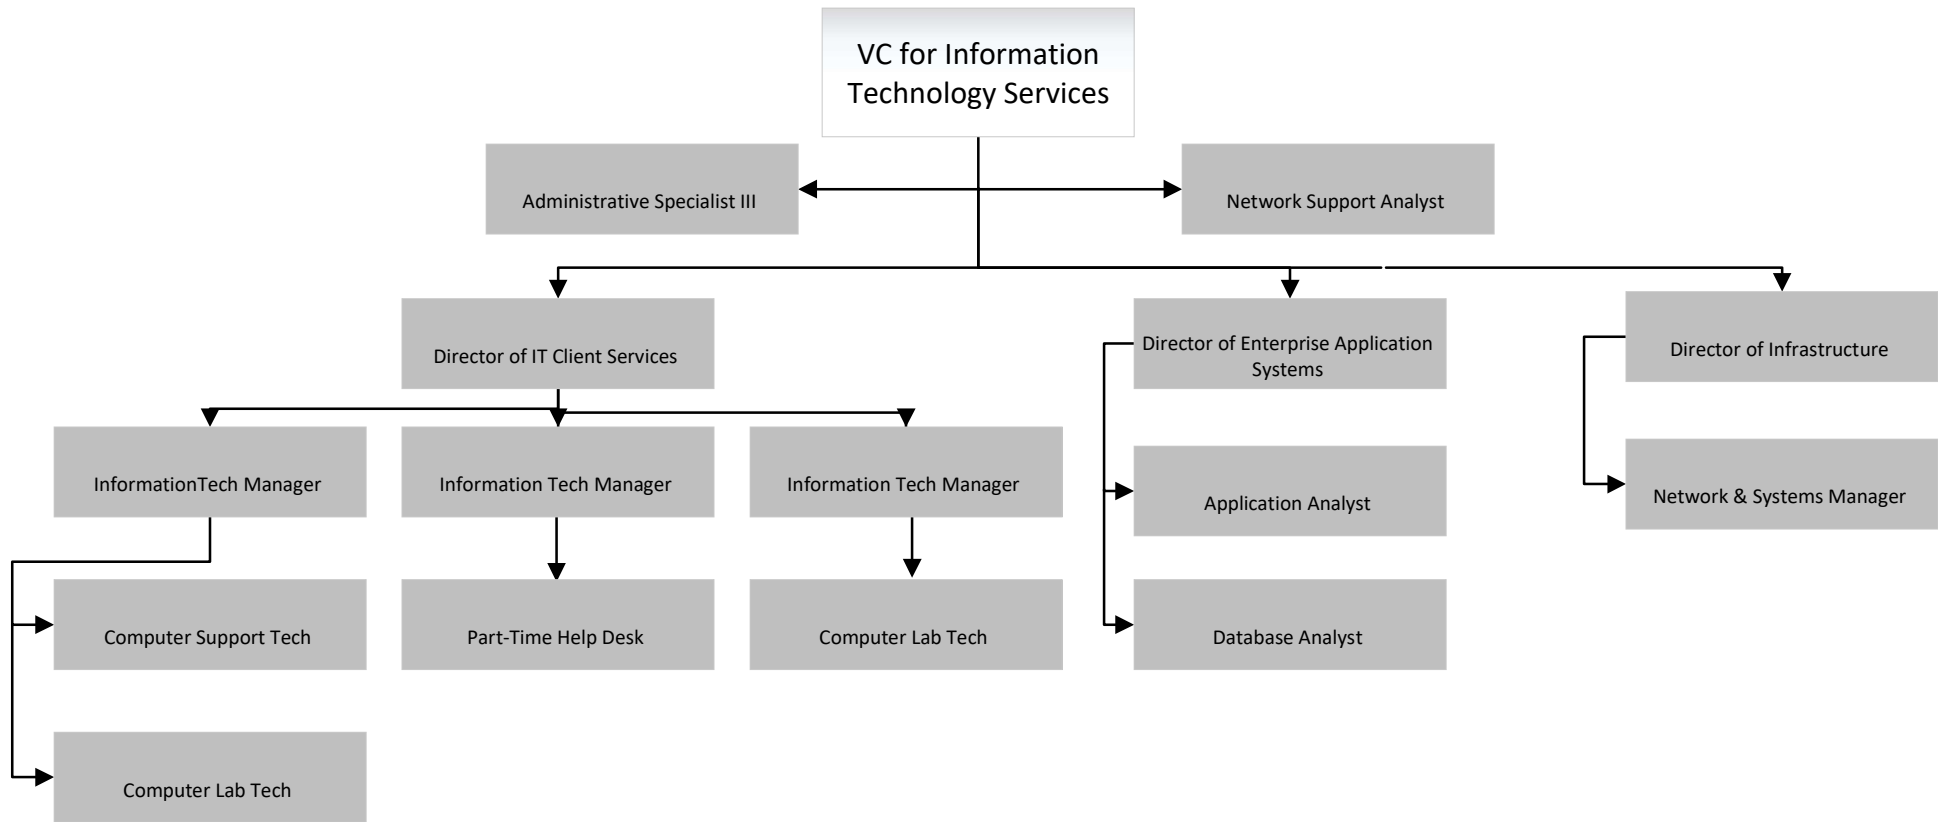 VC for Information
Technology Services
Administrative Specialist III
Network Support Analyst
Director of IT Client Services
Director of Enterprise Application
Systems
Director of Infrastructure
InformationTech Manager
Information Tech Manager
Information Tech Manager
Application Analyst
Network & Systems Manager
Computer Support Tech
Part-Time Help Desk
Computer Lab Tech
Database Analyst
Computer Lab Tech